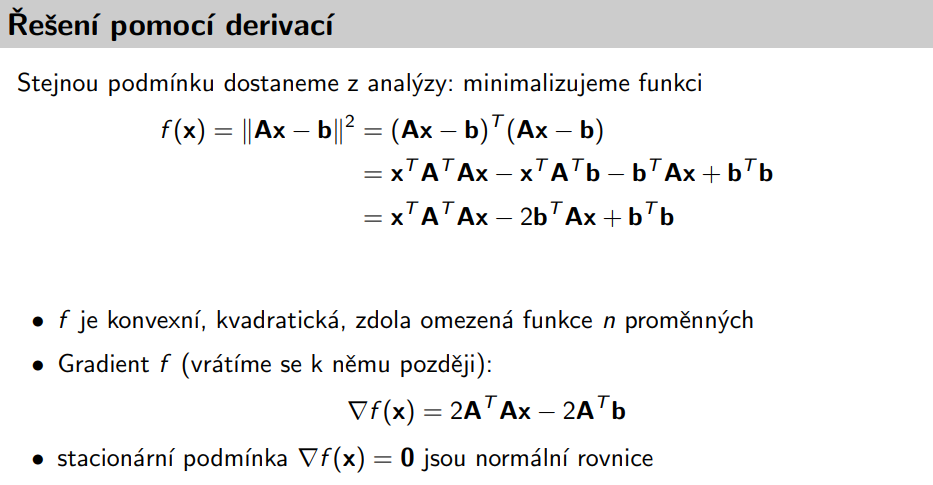 Řešení pomocí derivací
Stejnou podmínku dostaneme z analýzy: minimalizujeme funkci
f(x) = ‖Ax − b‖² = (Ax − b)ᵀ(Ax − b)
= xᵀAᵀAx − xᵀAᵀb − bᵀAx + bᵀb
= xᵀAᵀAx − 2bᵀAx + bᵀb
• f je konvexní, kvadratická, zdola omezená funkce n proměnných
• Gradient f (vrátíme se k němu později):
∇f(x) = 2AᵀAx − 2Aᵀb
• stacionární podmínka ∇f(x) = 0 jsou normální rovnice